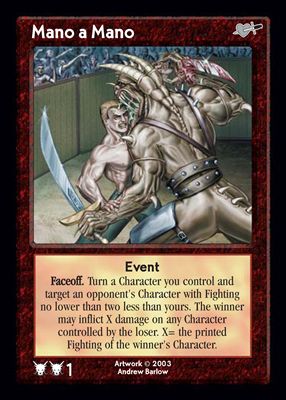 Mano a Mano
Event
Faceoff. Turn a Character you control and
target an opponent's Character with Fighting
no lower than two less than yours. The winner
may inflict X damage on any Character
controlled by the loser. X= the printed
Fighting of the winner's Character.
1
Artwork © 2003
Andrew Barlow